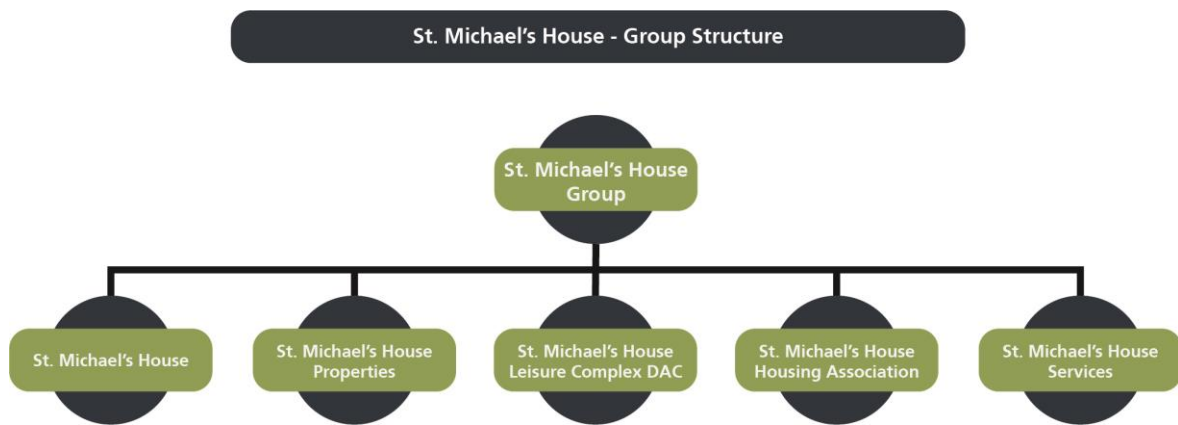 St. Michael's House - Group Structure
St. Michael's House
Group
St. Michael's House
St. Michael's House
Properties
St. Michael's House
Leisure Complex DAC
St. Michael's House
Housing Association
St. Michael's House
Services